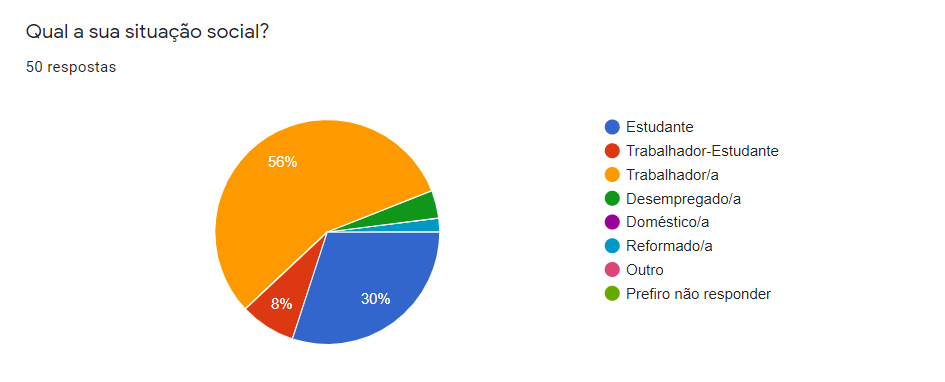 Qual a sua situação social?
50 respostas
56%
8%
30%
Estudante
Trabalhador-Estudante
Trabalhador/a
Desempregado/a
Doméstico/a
Reformado/a
Outro
Prefiro não responder